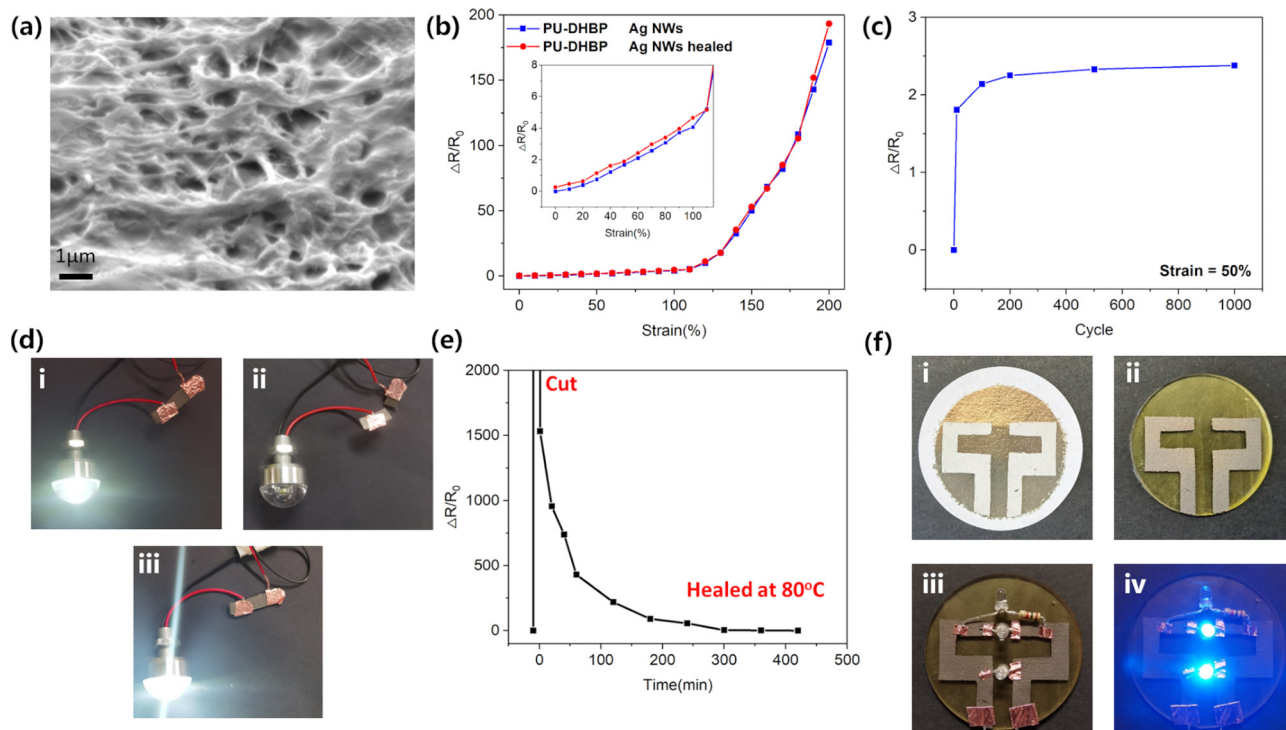 (a)
1μm
(b)
200
175
150
125
100
75
50
25
0
ΔR/R₀
PU-DHBP Ag NWs
PU-DHBP Ag NWs healed
8
6
4
2
0
ΔR/R₀
0 20 40 60 80 100
Strain(%)
0 50 100 150 200
Strain(%)
(c)
3
2
1
0
ΔR/R₀
Strain = 50%
0 200 400 600 800 1000
Cycle
(d)
i
ii
iii
(e)
2000
1500
1000
500
0
ΔR/R₀
Cut
Healed at 80°C
0 100 200 300 400 500
Time(min)
(f)
i
ii
iii
iv